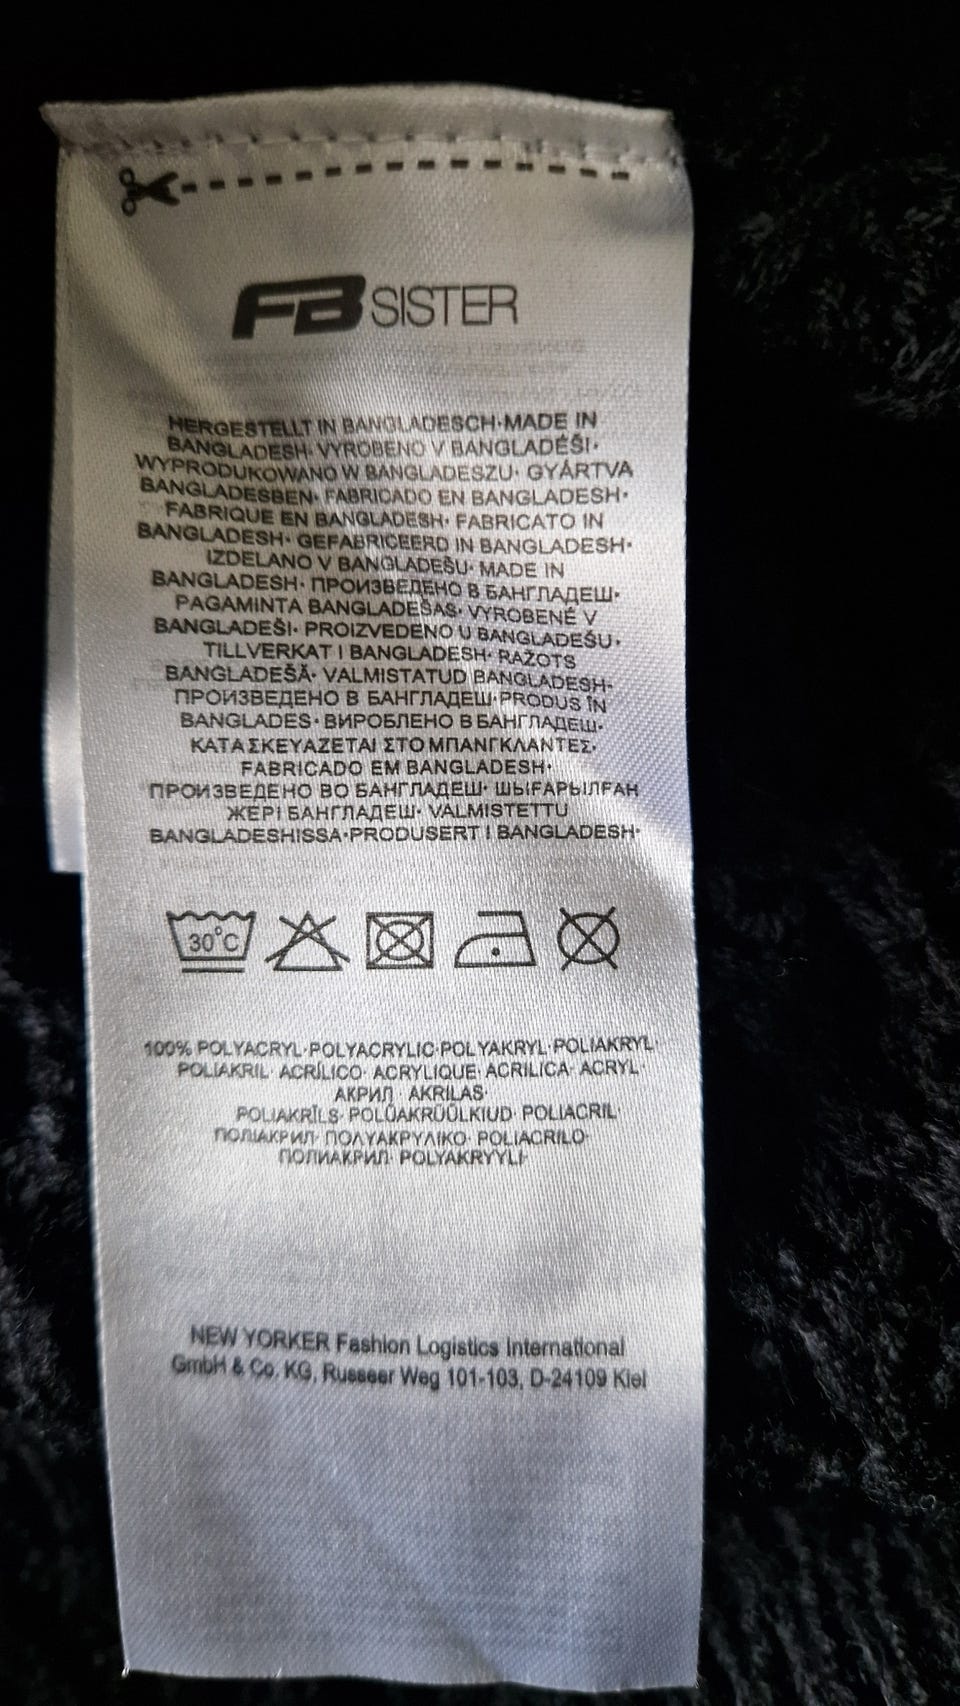 FB SISTER
HERGESTELLT IN BANGLADESCH·MADE IN
BANGLADESH· VYROBENO V BANGLADÉŠI·
WYPRODUKOWANO W BANGLADESZU· GYÁRTVA
BANGLADESBEN· FABRICADO EN BANGLADESH·
FABRIQUE EN BANGLADESH· FABRICATO IN
BANGLADESH· GEFABRICEERD IN BANGLADESH·
IZDELANO V BANGLADEŠU· MADE IN
BANGLADESH· ПРОИЗВЕДЕНО В БАНГЛАДЕШ·
PAGAMINTA BANGLADEŠAS· VYROBENÉ V
BANGLADEŠI· PROIZVEDENO U BANGLADEŠU·
TILLVERKAT I BANGLADESH· RAŽOTS
BANGLADEŠĀ· VALMISTATUD BANGLADESH·
ПРОИЗВЕДЕНО В БАНГЛАДЕШ·PRODUS ÎN
BANGLADES· ВИРОБЛЕНО В БАНГЛАДЕШ·
ΚΑΤΑΣΚΕΥΑΖΕΤΑΙ ΣΤΟ ΜΠΑΝΓΚΛΑΝΤΕΣ·
FABRICADO EM BANGLADESH·
ПРОИЗВЕДЕНО ВО БАНГЛАДЕШ· ШЫҒАРЫЛҒАН
ЖЕРІ БАНГЛАДЕШ· VALMISTETTU
BANGLADESHISSA·PRODUSERT I BANGLADESH·
30°C
100% POLYACRYL·POLYACRYLIC·POLYAKRYL·POLIAKRYL·
POLIAKRIL· ACRÍLICO· ACRYLIQUE· ACRILICA· ACRYL·
АКРИЛ AKRILAS·
POLIAKRĪLS· POLÜAKRÜÜLKIUD· POLIACRIL·
ПОЛІАКРИЛ· ΠΟΛΥΑΚΡΥΛΙΚΟ· POLIACRILO·
ПОЛИАКРИЛ· POLYAKRYYLI·
NEW YORKER Fashion Logistics International
GmbH & Co. KG, Russeer Weg 101-103, D-24109 Kiel